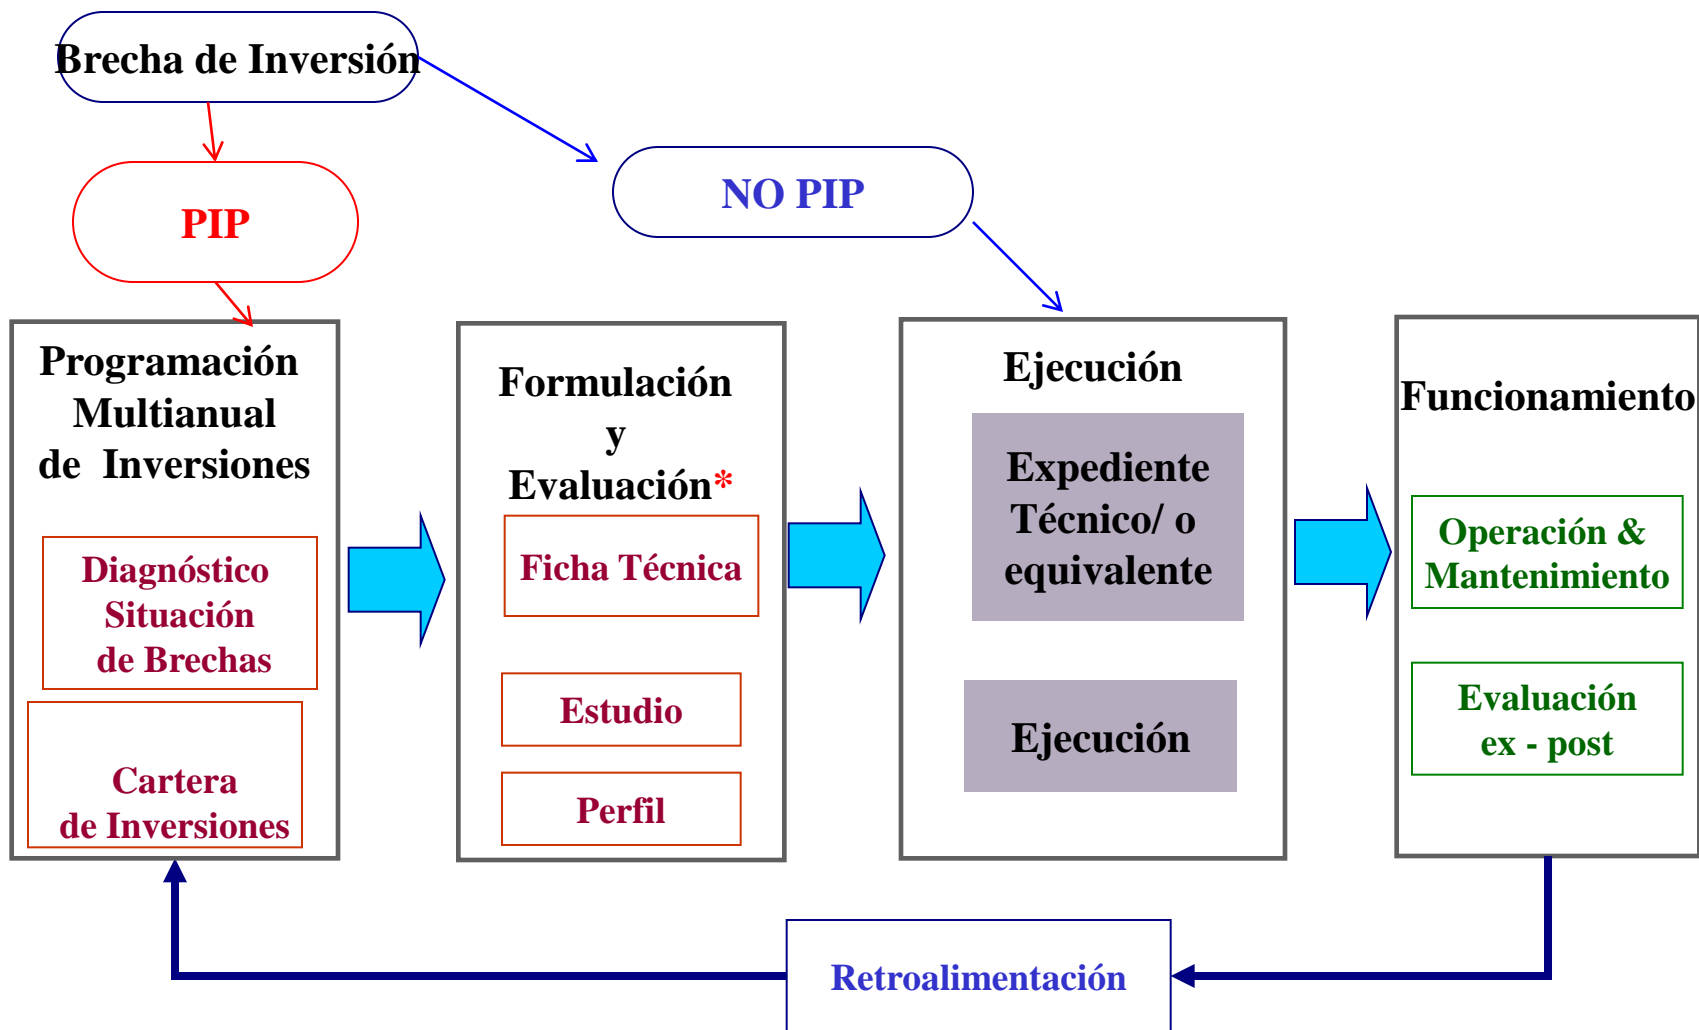 Brecha de Inversión
PIP
NO PIP
Programación
Multianual
de Inversiones
Diagnóstico
Situación
de Brechas
Cartera
de Inversiones
Formulación
y
Evaluación*
Ficha Técnica
Estudio
Perfil
Ejecución
Expediente
Técnico/ o
equivalente
Ejecución
Funcionamiento
Operación &
Mantenimiento
Evaluación
ex - post
Retroalimentación